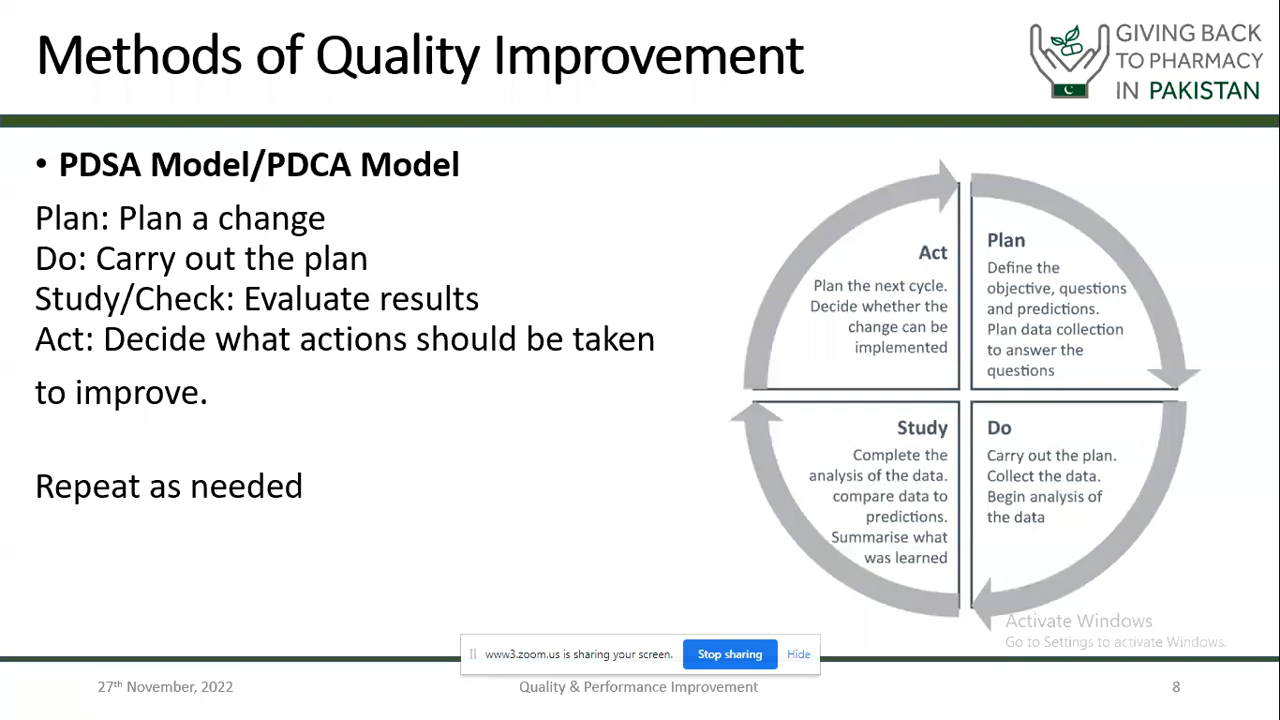 Methods of Quality Improvement
GIVING BACK
TO PHARMACY
IN PAKISTAN
• PDSA Model/PDCA Model
Plan: Plan a change
Do: Carry out the plan
Study/Check: Evaluate results
Act: Decide what actions should be taken
to improve.
Repeat as needed
Act
Plan the next cycle.
Decide whether the
change can be
implemented
Plan
Define the
objective, questions
and predictions.
Plan data collection
to answer the
questions
Study
Complete the
analysis of the data.
compare data to
predictions.
Summarise what
was learned
Do
Carry out the plan.
Collect the data.
Begin analysis of
the data
Activate Windows
Go to Settings to activate Windows.
www3.zoom.us is sharing your screen.
Stop sharing
Hide
27th November, 2022
Quality & Performance Improvement
8